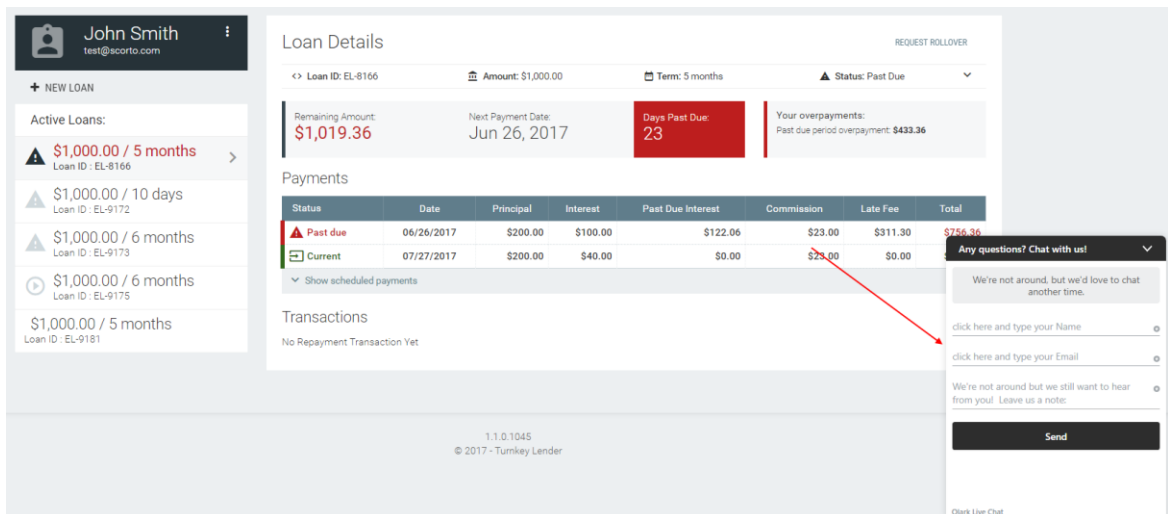 John Smith
test@scorto.com
+ NEW LOAN
Active Loans:
$1,000.00 / 5 months
Loan ID : EL-8166
$1,000.00 / 10 days
Loan ID : EL-9172
$1,000.00 / 6 months
Loan ID : EL-9173
$1,000.00 / 6 months
Loan ID : EL-9175
$1,000.00 / 5 months
Loan ID : EL-9181
Loan Details
REQUEST ROLLOVER
Loan ID: EL-8166 Amount: $1,000.00 Term: 5 months Status: Past Due
Remaining Amount: Next Payment Date: Days Past Due: Your overpayments:
$1,019.36 Jun 26, 2017 23 Past due period overpayment: $433.36
Payments
Status Date Principal Interest Past Due Interest Commission Late Fee Total
Past due 06/26/2017 $200.00 $100.00 $122.06 $23.00 $311.30 $756.36
Current 07/27/2017 $200.00 $40.00 $0.00 $23.00 $0.00
Show scheduled payments
Transactions
No Repayment Transaction Yet
Any questions? Chat with us!
We're not around, but we'd love to chat
another time.
click here and type your Name
click here and type your Email
We're not around but we still want to hear
from you! Leave us a note:
Send
Olark Live Chat
1.1.0.1045
© 2017 - Turnkey Lender